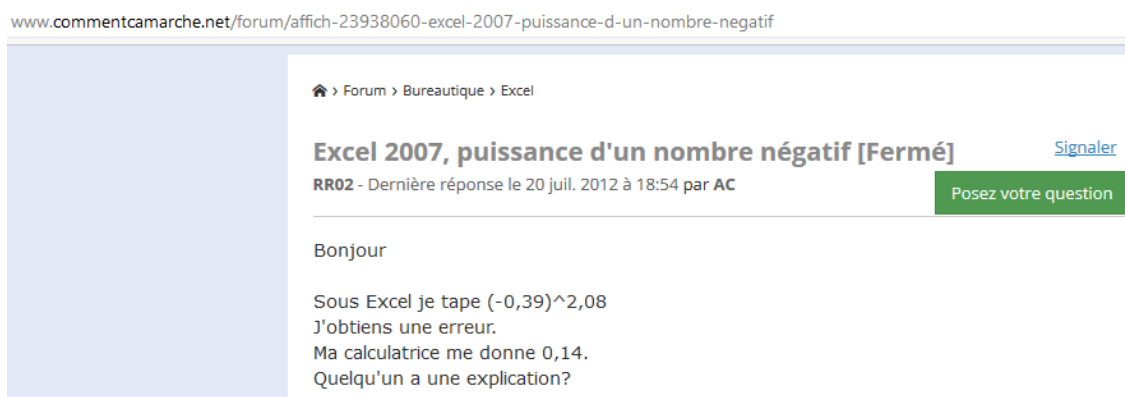 www.commentcamarche.net/forum/affich-23938060-excel-2007-puissance-d-un-nombre-negatif
> Forum > Bureautique > Excel
Excel 2007, puissance d'un nombre négatif [Fermé]
Signaler
RR02 - Dernière réponse le 20 juil. 2012 à 18:54 par AC
Posez votre question
Bonjour
Sous Excel je tape (-0,39)^2,08
J'obtiens une erreur.
Ma calculatrice me donne 0,14.
Quelqu'un a une explication?